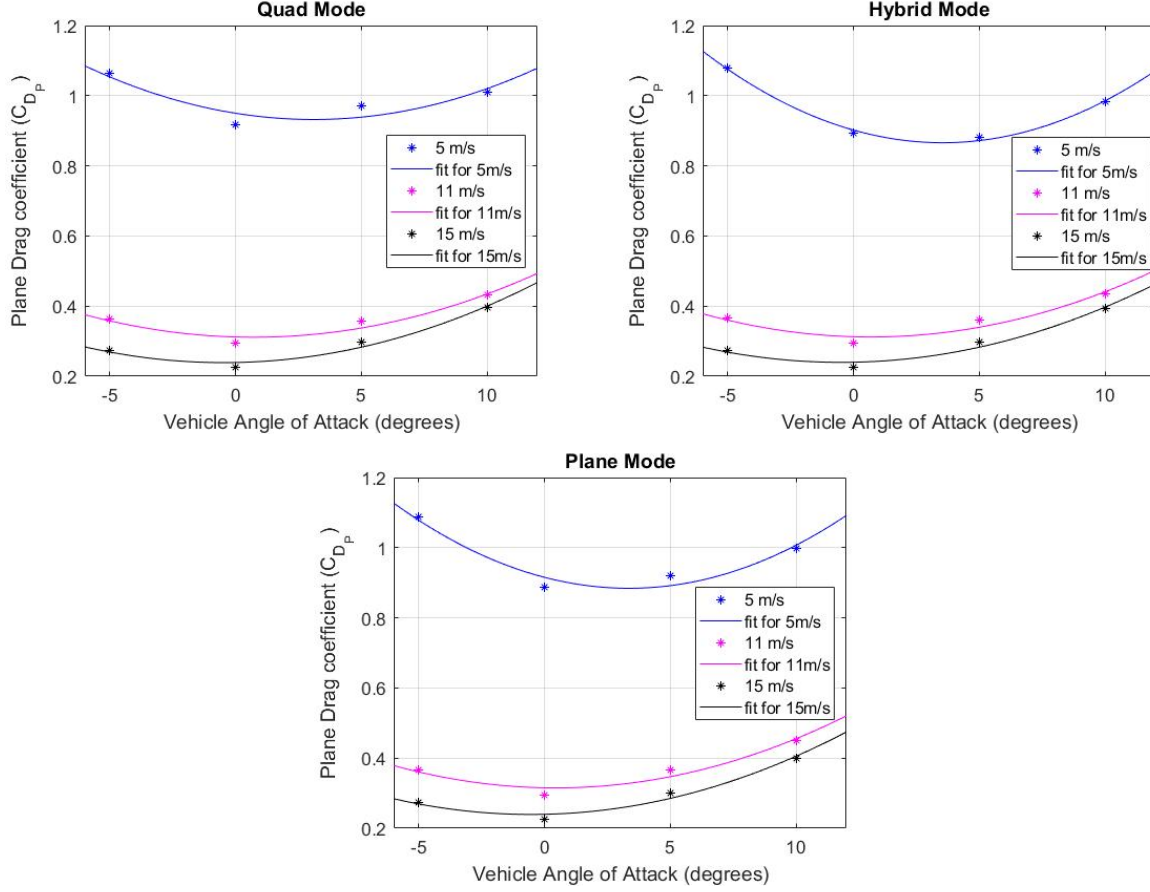 Quad Mode
Plane Drag coefficient (C_D_P)
1.2
1
0.8
0.6
0.4
0.2
-5
0
5
10
Vehicle Angle of Attack (degrees)
5 m/s
fit for 5m/s
11 m/s
fit for 11m/s
15 m/s
fit for 15m/s
Hybrid Mode
Plane Drag coefficient (C_D_P)
1.2
1
0.8
0.6
0.4
0.2
-5
0
5
10
Vehicle Angle of Attack (degrees)
5 m/s
fit for 5m/s
11 m/s
fit for 11m/s
15 m/s
fit for 15m/s
Plane Mode
Plane Drag coefficient (C_D_P)
1.2
1
0.8
0.6
0.4
0.2
-5
0
5
10
Vehicle Angle of Attack (degrees)
5 m/s
fit for 5m/s
11 m/s
fit for 11m/s
15 m/s
fit for 15m/s